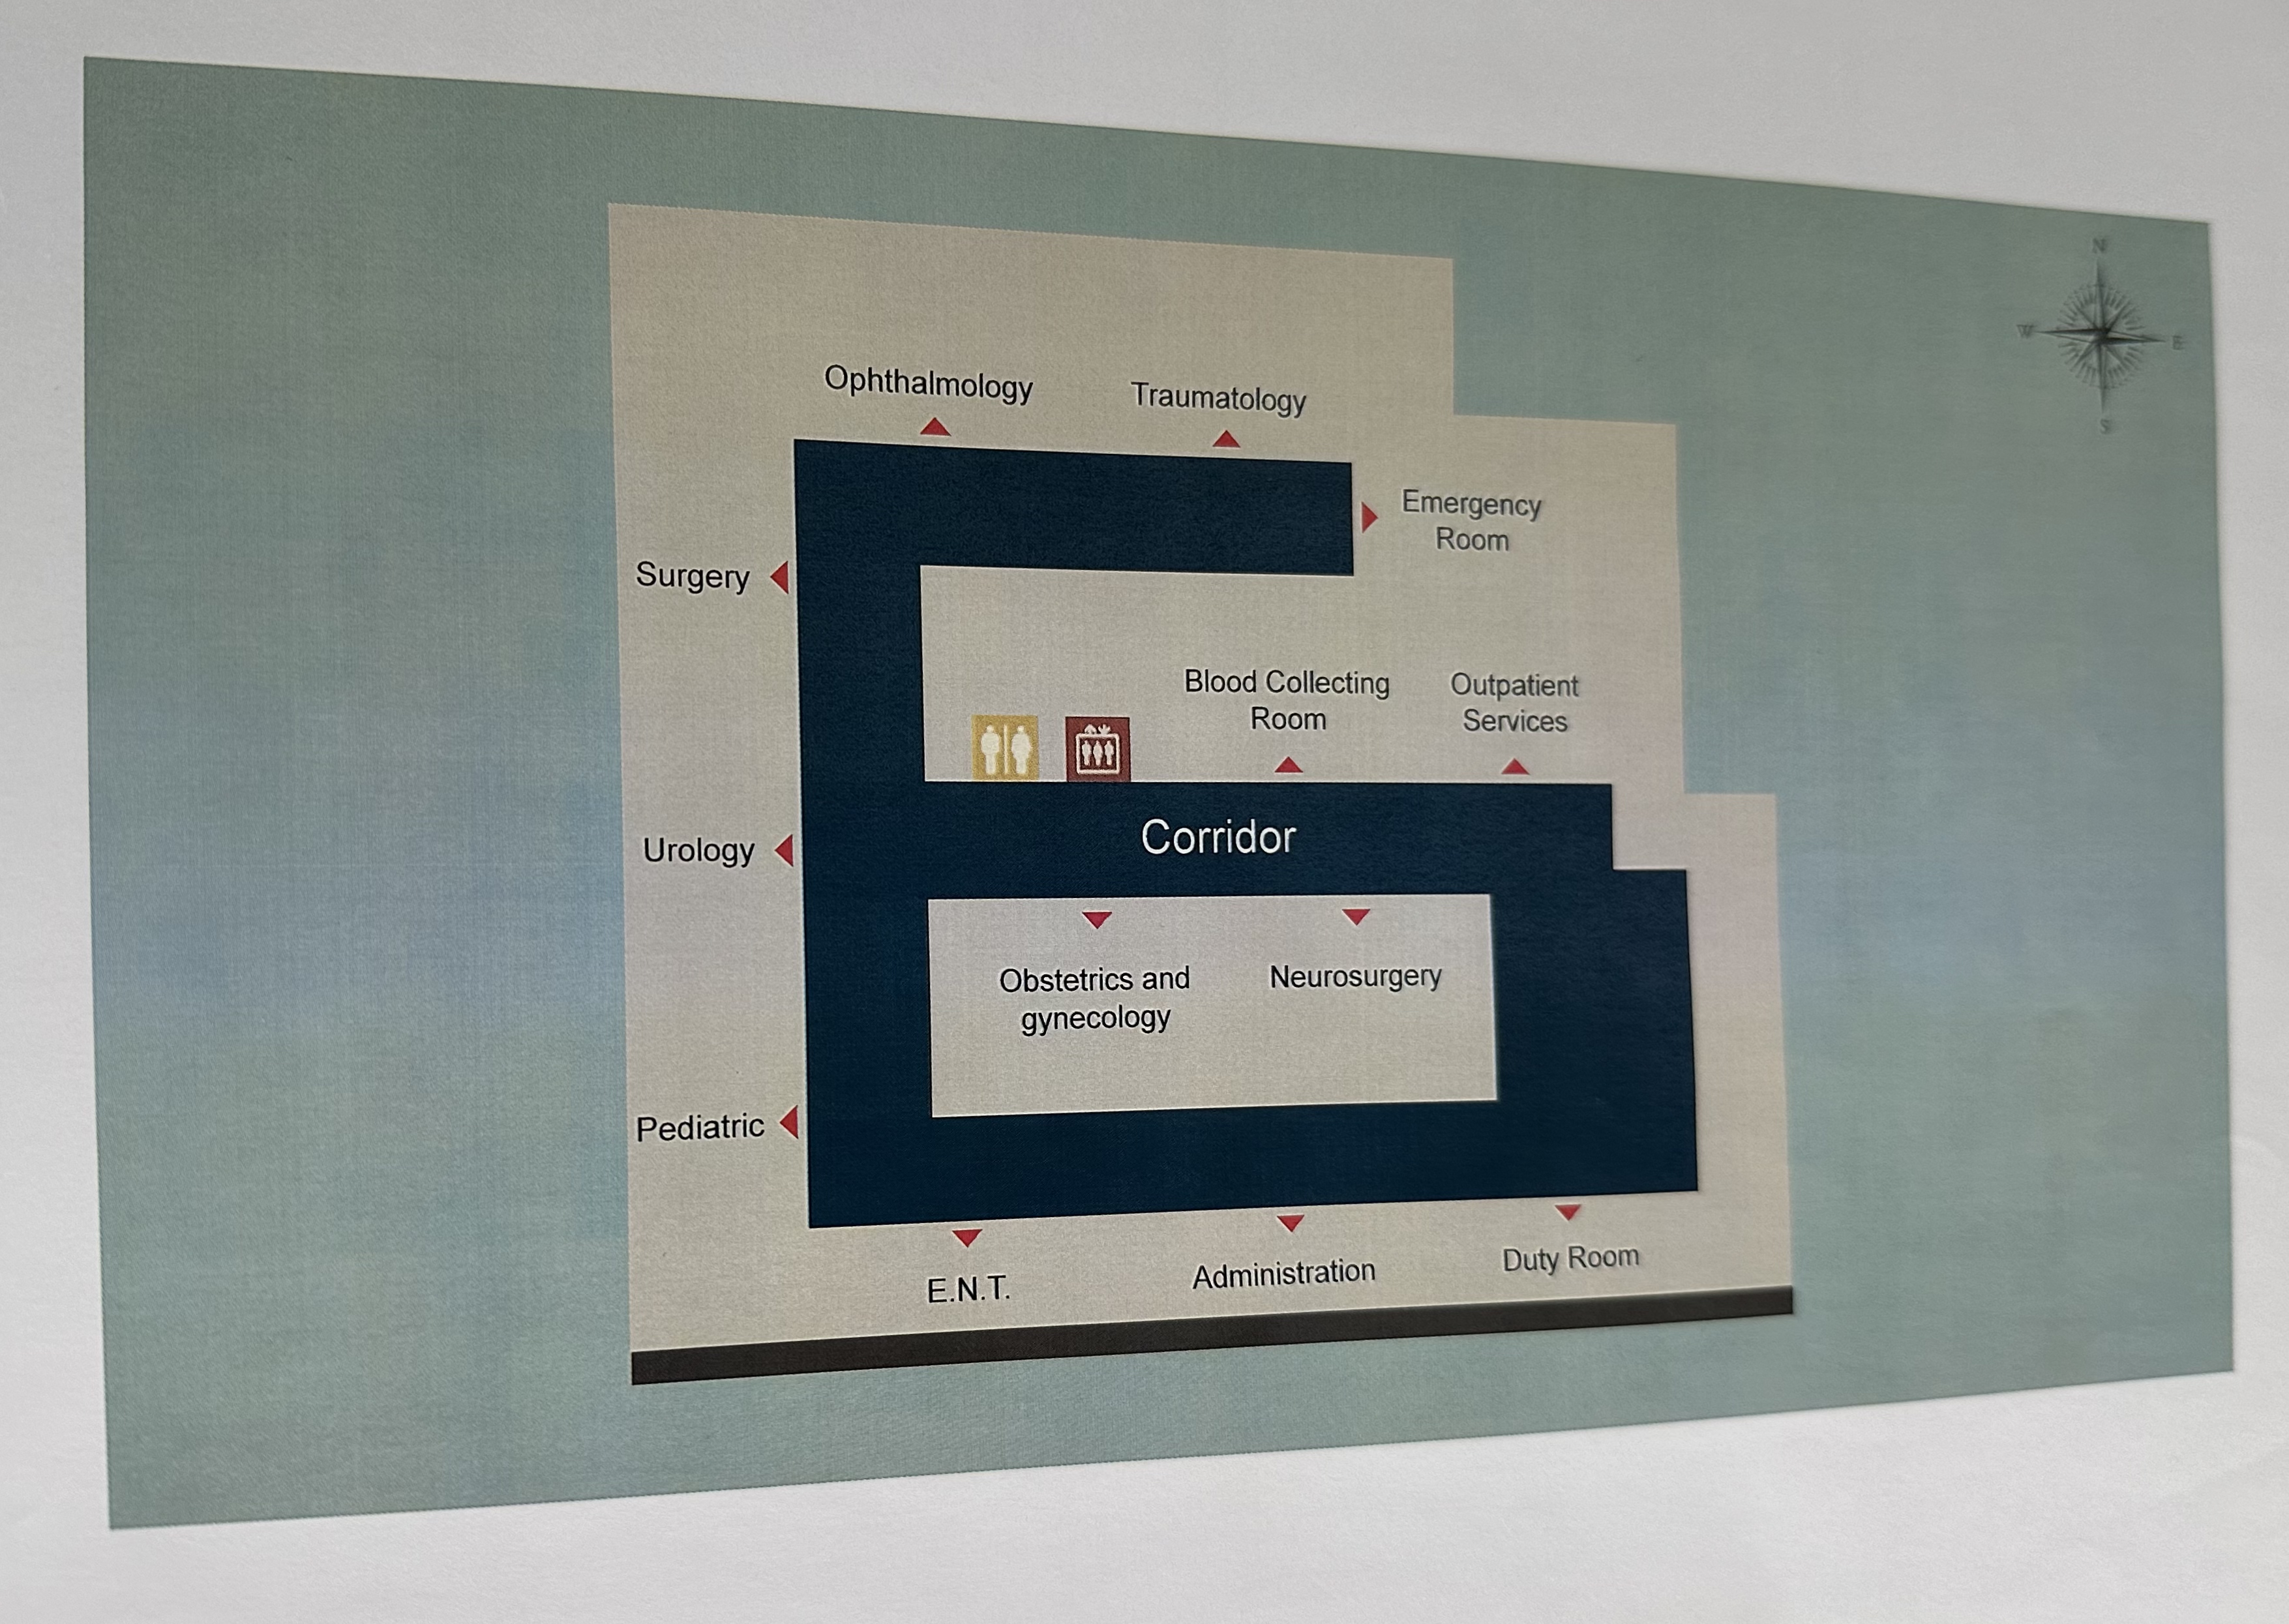 N
W
E
S
Ophthalmology
Traumatology
Emergency
Room
Surgery
Blood Collecting
Room
Outpatient
Services
Corridor
Urology
Obstetrics and
gynecology
Neurosurgery
Pediatric
E.N.T.
Administration
Duty Room